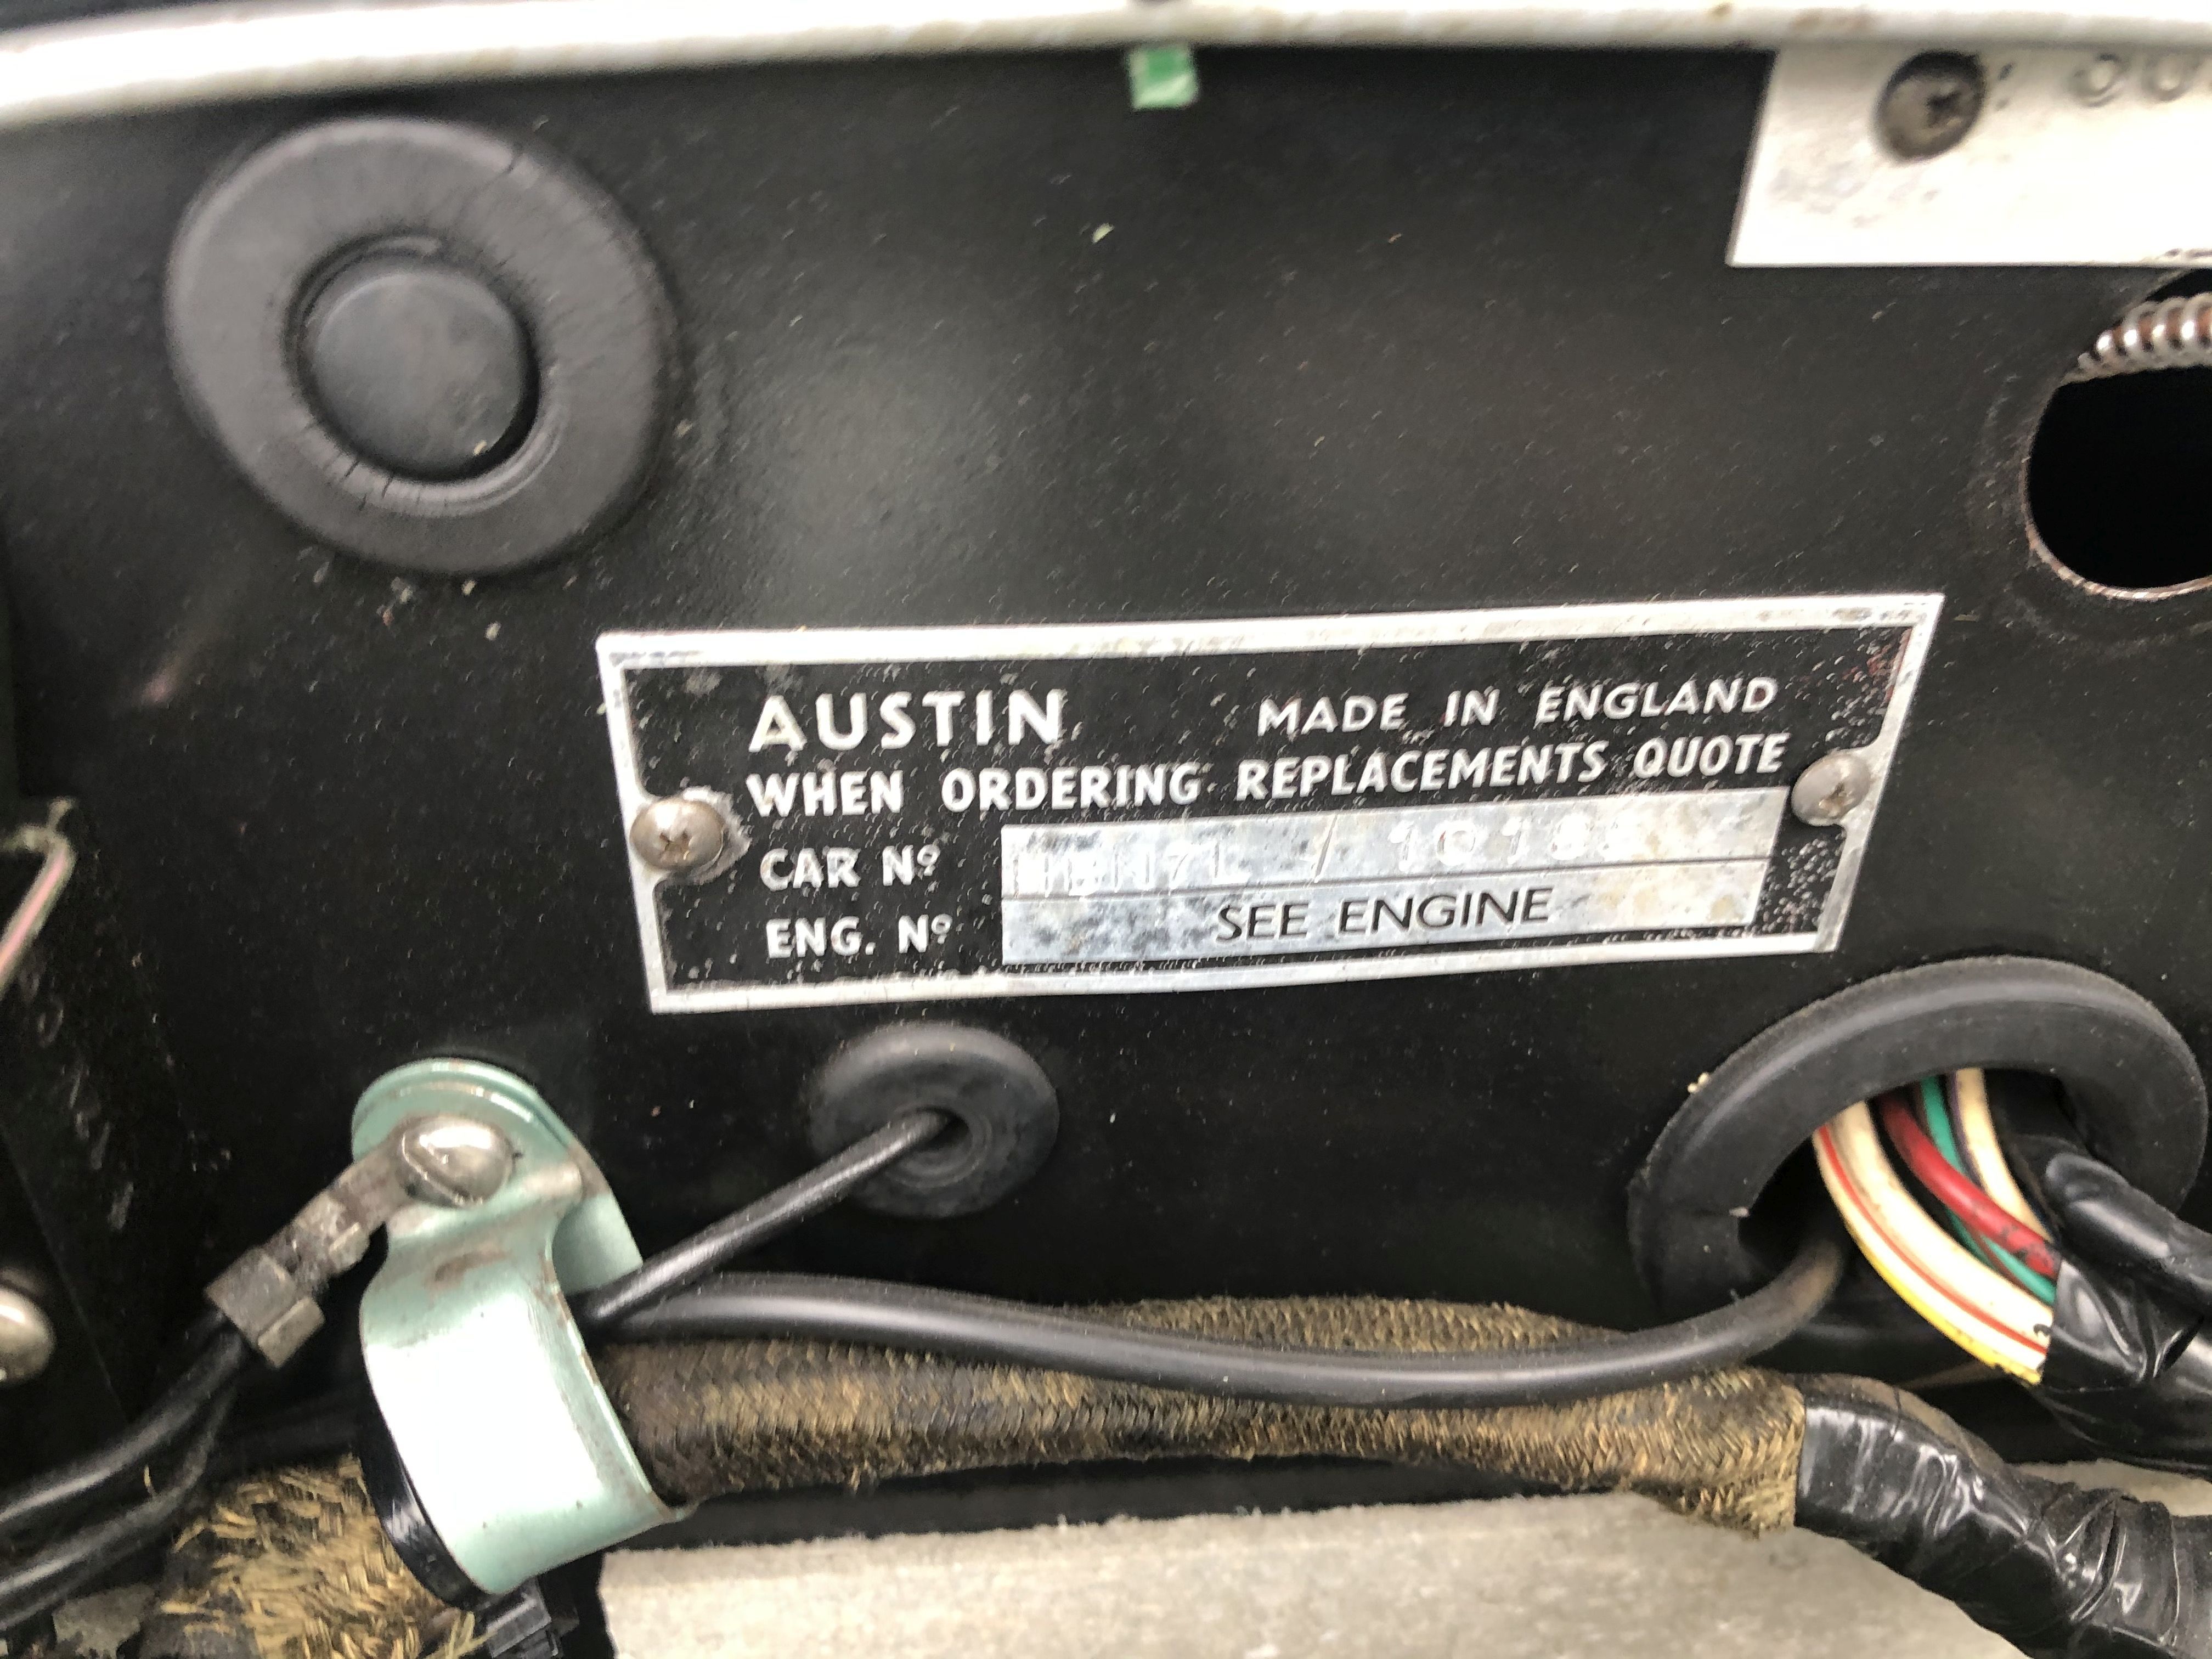 AUSTIN MADE IN ENGLAND
WHEN ORDERING REPLACEMENTS QUOTE
CAR Nº
ENG. Nº SEE ENGINE